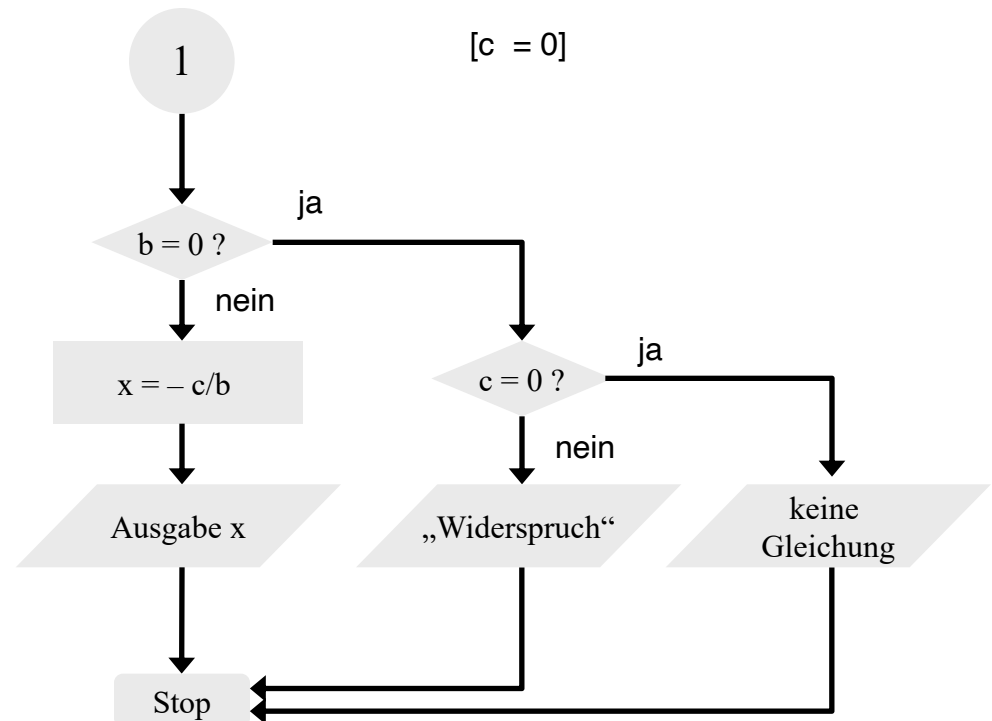 1
[c  = 0]
ja
b = 0 ?
nein
ja
x = – c/b
c = 0 ?
nein
Ausgabe x
„Widerspruch“
keine
Gleichung
Stop